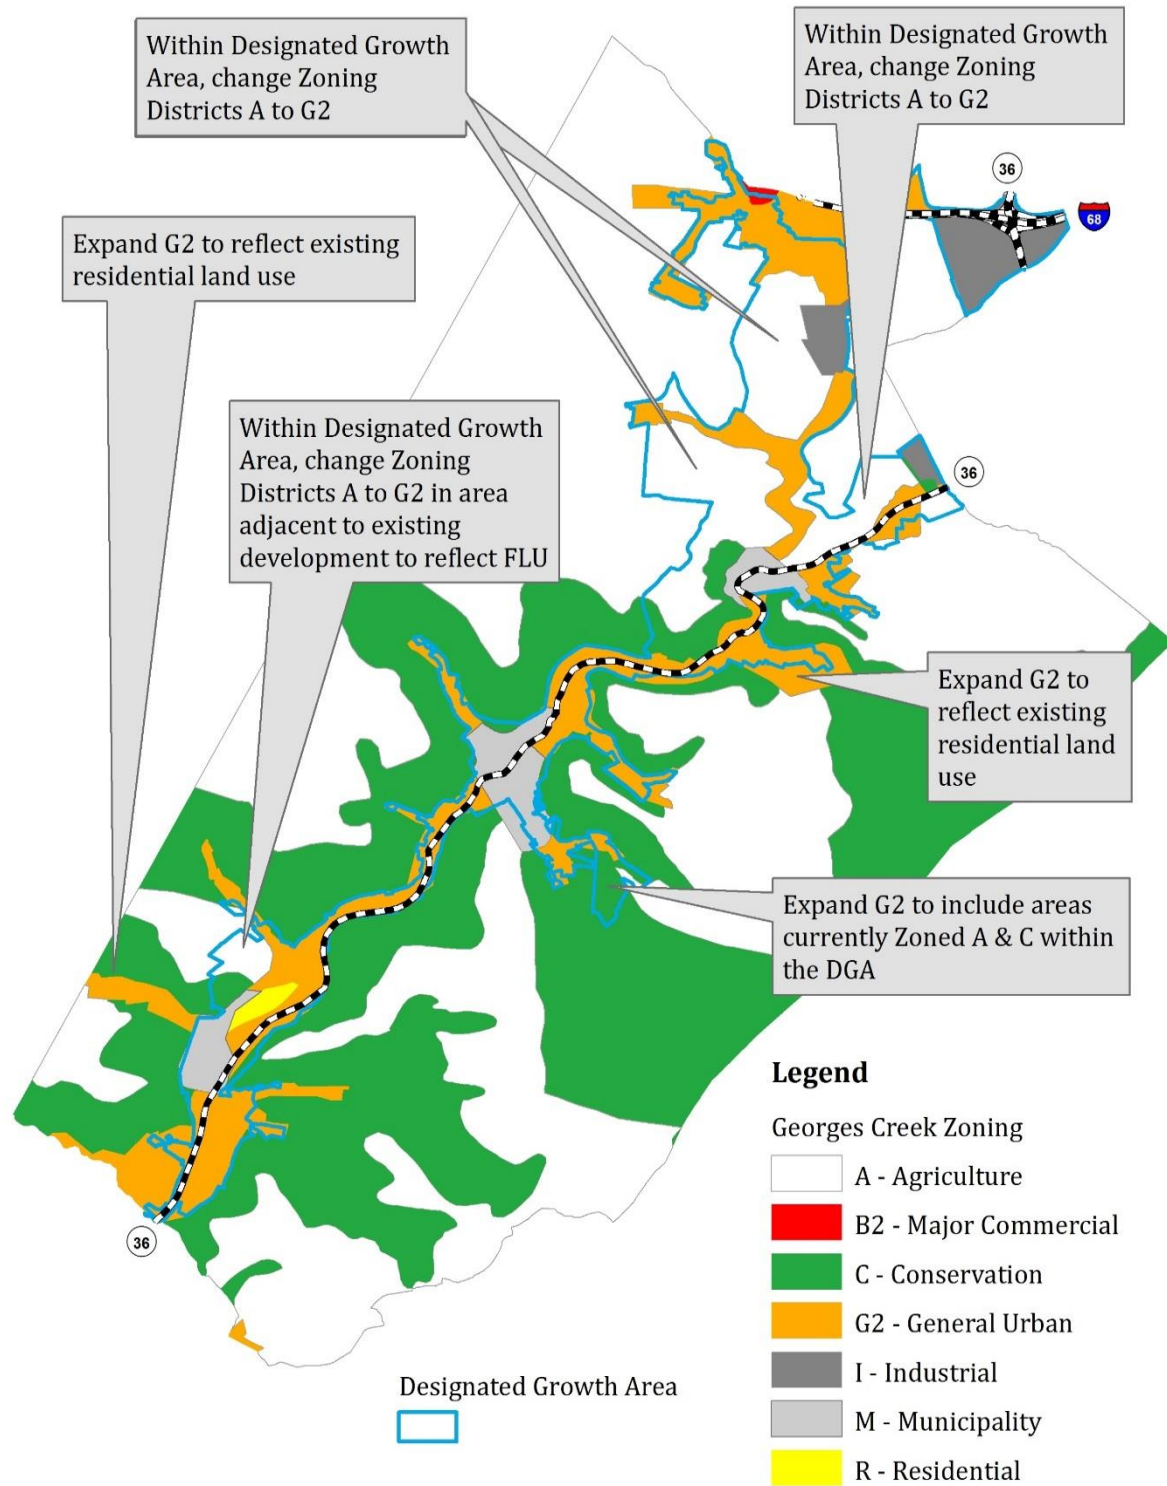 Within Designated Growth
Area, change Zoning
Districts A to G2
Within Designated Growth
Area, change Zoning
Districts A to G2
36
68
Expand G2 to reflect existing
residential land use
Within Designated Growth
Area, change Zoning
Districts A to G2 in area
adjacent to existing
development to reflect FLU
36
Expand G2 to
reflect existing
residential land
use
Expand G2 to include areas
currently Zoned A & C within
the DGA
36
Legend
Georges Creek Zoning
A - Agriculture
B2 - Major Commercial
C - Conservation
G2 - General Urban
I - Industrial
M - Municipality
R - Residential
Designated Growth Area